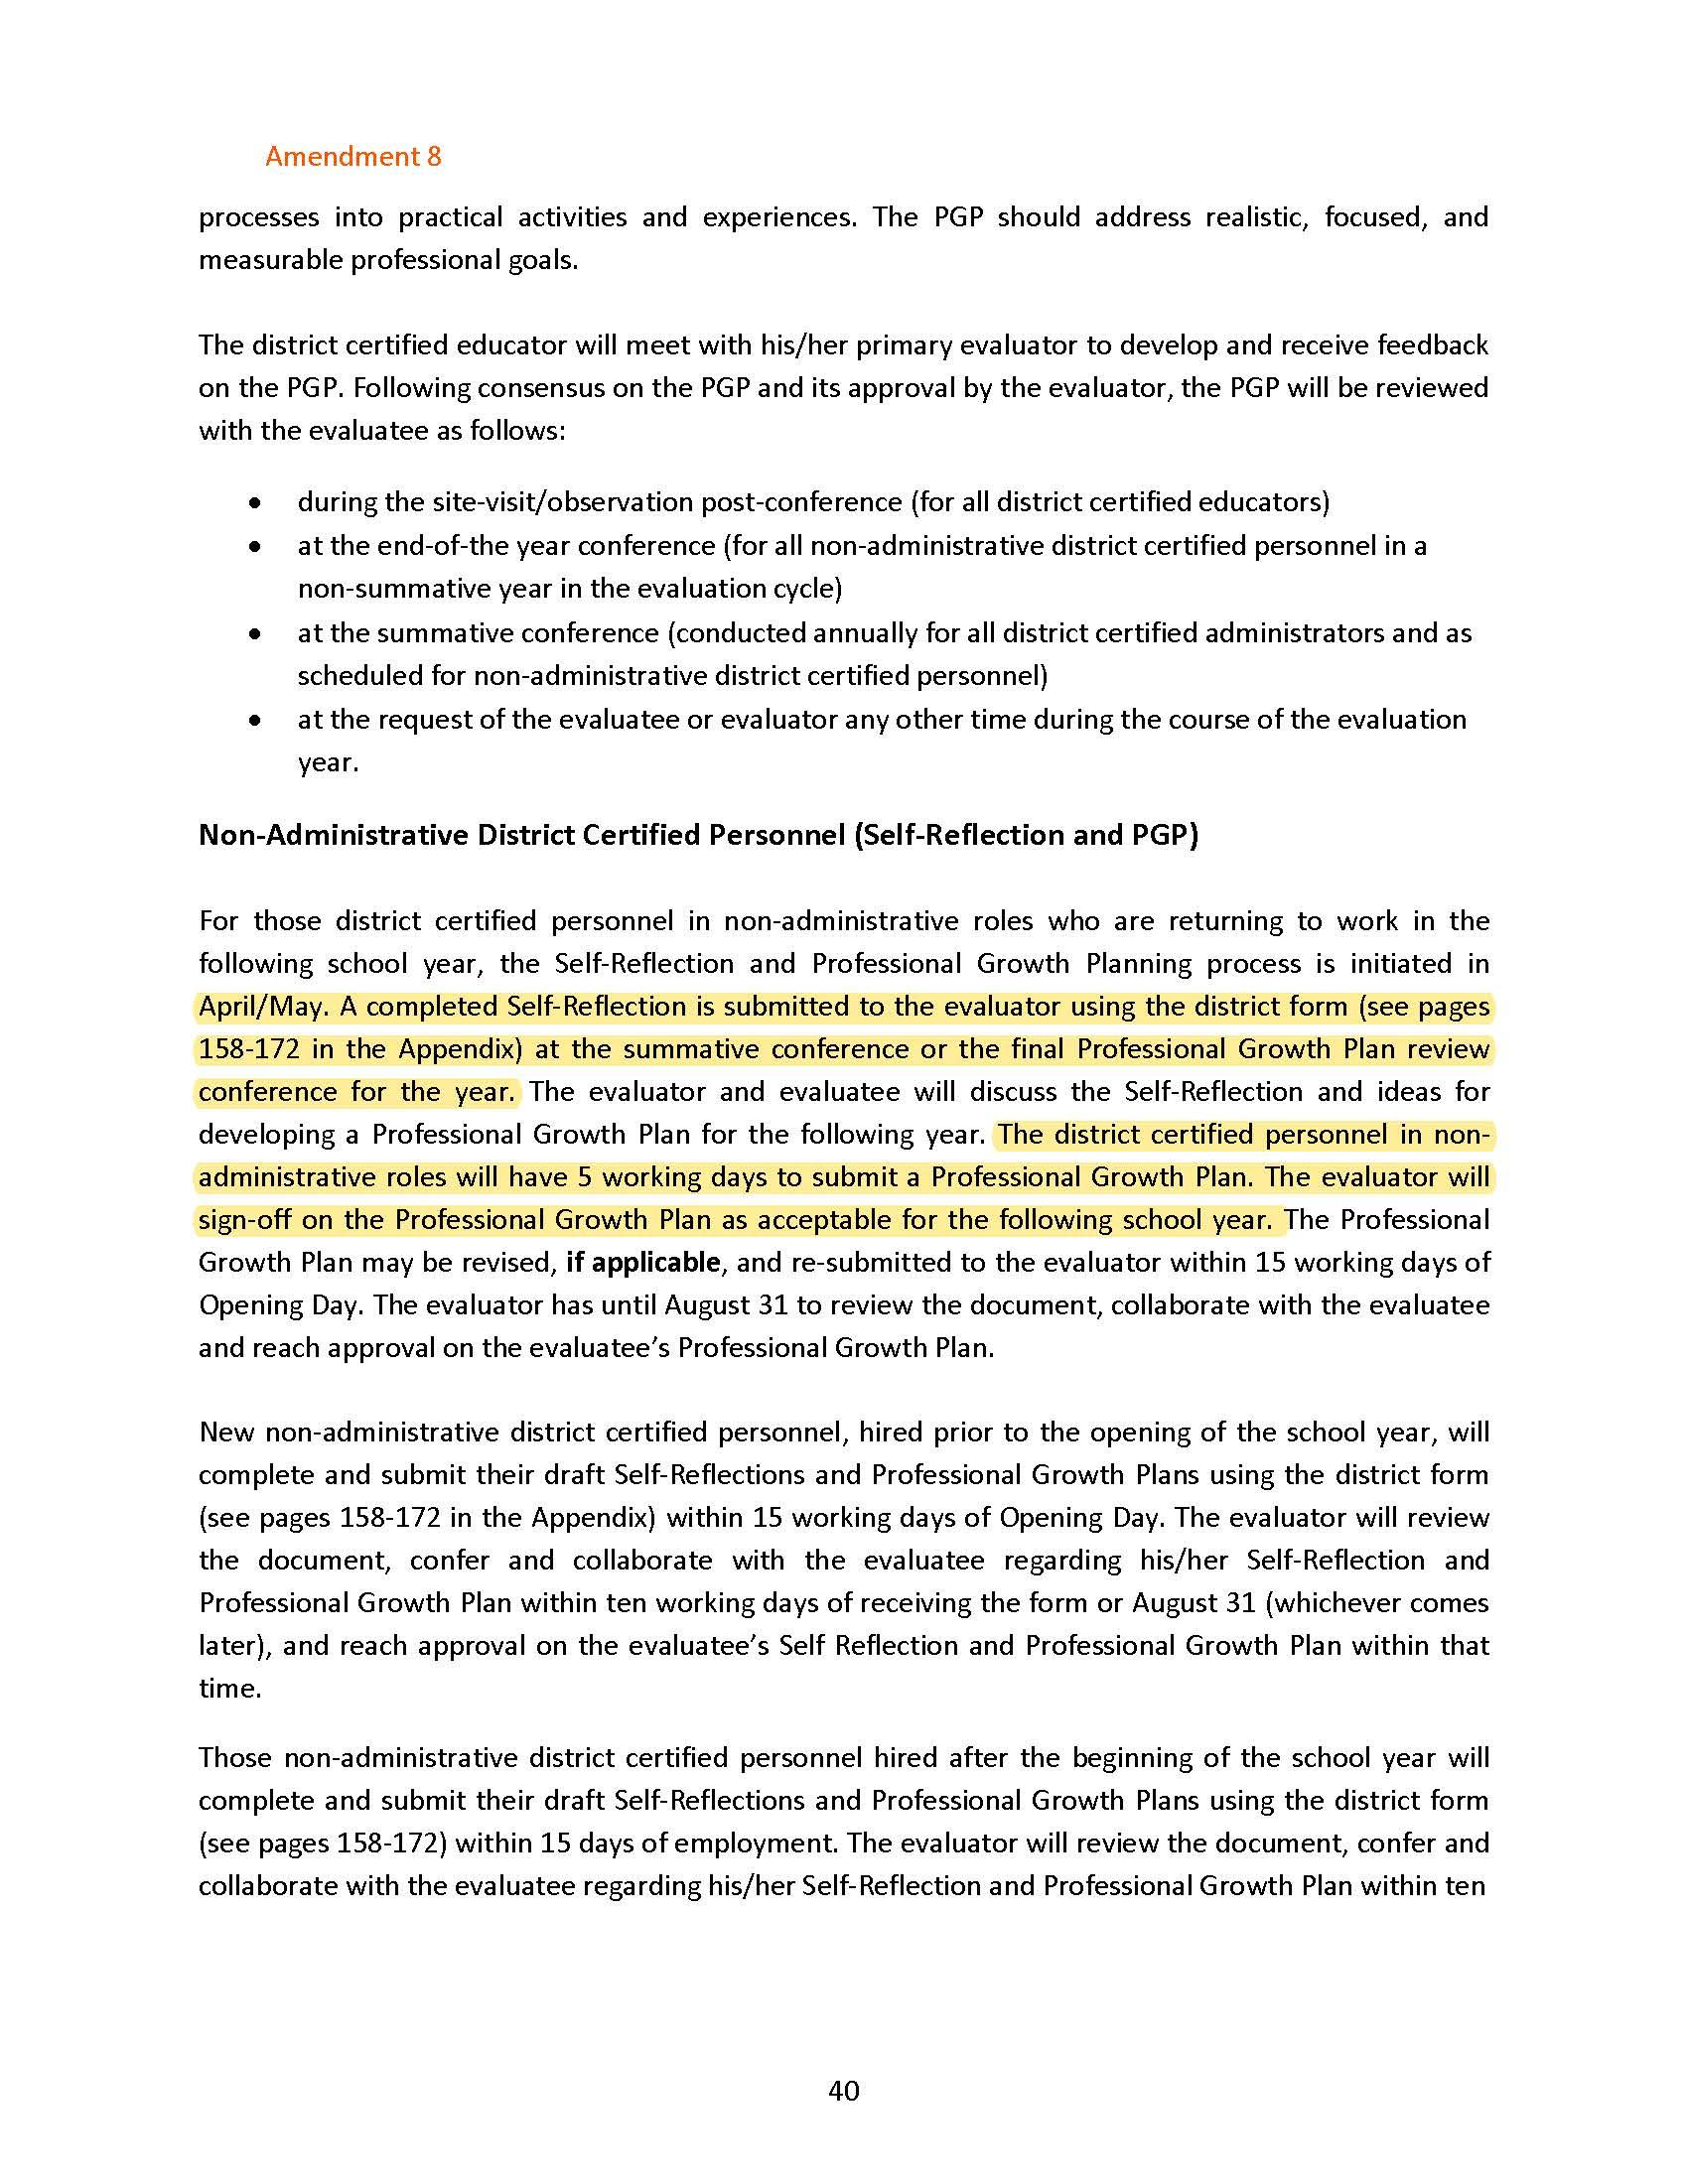 Amendment 8
processes into practical activities and experiences. The PGP should address realistic, focused, and
measurable professional goals.
The district certified educator will meet with his/her primary evaluator to develop and receive feedback
on the PGP. Following consensus on the PGP and its approval by the evaluator, the PGP will be reviewed
with the evaluatee as follows:
• during the site-visit/observation post-conference (for all district certified educators)
• at the end-of-the year conference (for all non-administrative district certified personnel in a
non-summative year in the evaluation cycle)
• at the summative conference (conducted annually for all district certified administrators and as
scheduled for non-administrative district certified personnel)
• at the request of the evaluatee or evaluator any other time during the course of the evaluation
year.
Non-Administrative District Certified Personnel (Self-Reflection and PGP)
For those district certified personnel in non-administrative roles who are returning to work in the
following school year, the Self-Reflection and Professional Growth Planning process is initiated in
April/May. A completed Self-Reflection is submitted to the evaluator using the district form (see pages
158-172 in the Appendix) at the summative conference or the final Professional Growth Plan review
conference for the year. The evaluator and evaluatee will discuss the Self-Reflection and ideas for
developing a Professional Growth Plan for the following year. The district certified personnel in non-
administrative roles will have 5 working days to submit a Professional Growth Plan. The evaluator will
sign-off on the Professional Growth Plan as acceptable for the following school year. The Professional
Growth Plan may be revised, if applicable, and re-submitted to the evaluator within 15 working days of
Opening Day. The evaluator has until August 31 to review the document, collaborate with the evaluatee
and reach approval on the evaluatee’s Professional Growth Plan.
New non-administrative district certified personnel, hired prior to the opening of the school year, will
complete and submit their draft Self-Reflections and Professional Growth Plans using the district form
(see pages 158-172 in the Appendix) within 15 working days of Opening Day. The evaluator will review
the document, confer and collaborate with the evaluatee regarding his/her Self-Reflection and
Professional Growth Plan within ten working days of receiving the form or August 31 (whichever comes
later), and reach approval on the evaluatee’s Self Reflection and Professional Growth Plan within that
time.
Those non-administrative district certified personnel hired after the beginning of the school year will
complete and submit their draft Self-Reflections and Professional Growth Plans using the district form
(see pages 158-172) within 15 days of employment. The evaluator will review the document, confer and
collaborate with the evaluatee regarding his/her Self-Reflection and Professional Growth Plan within ten
40